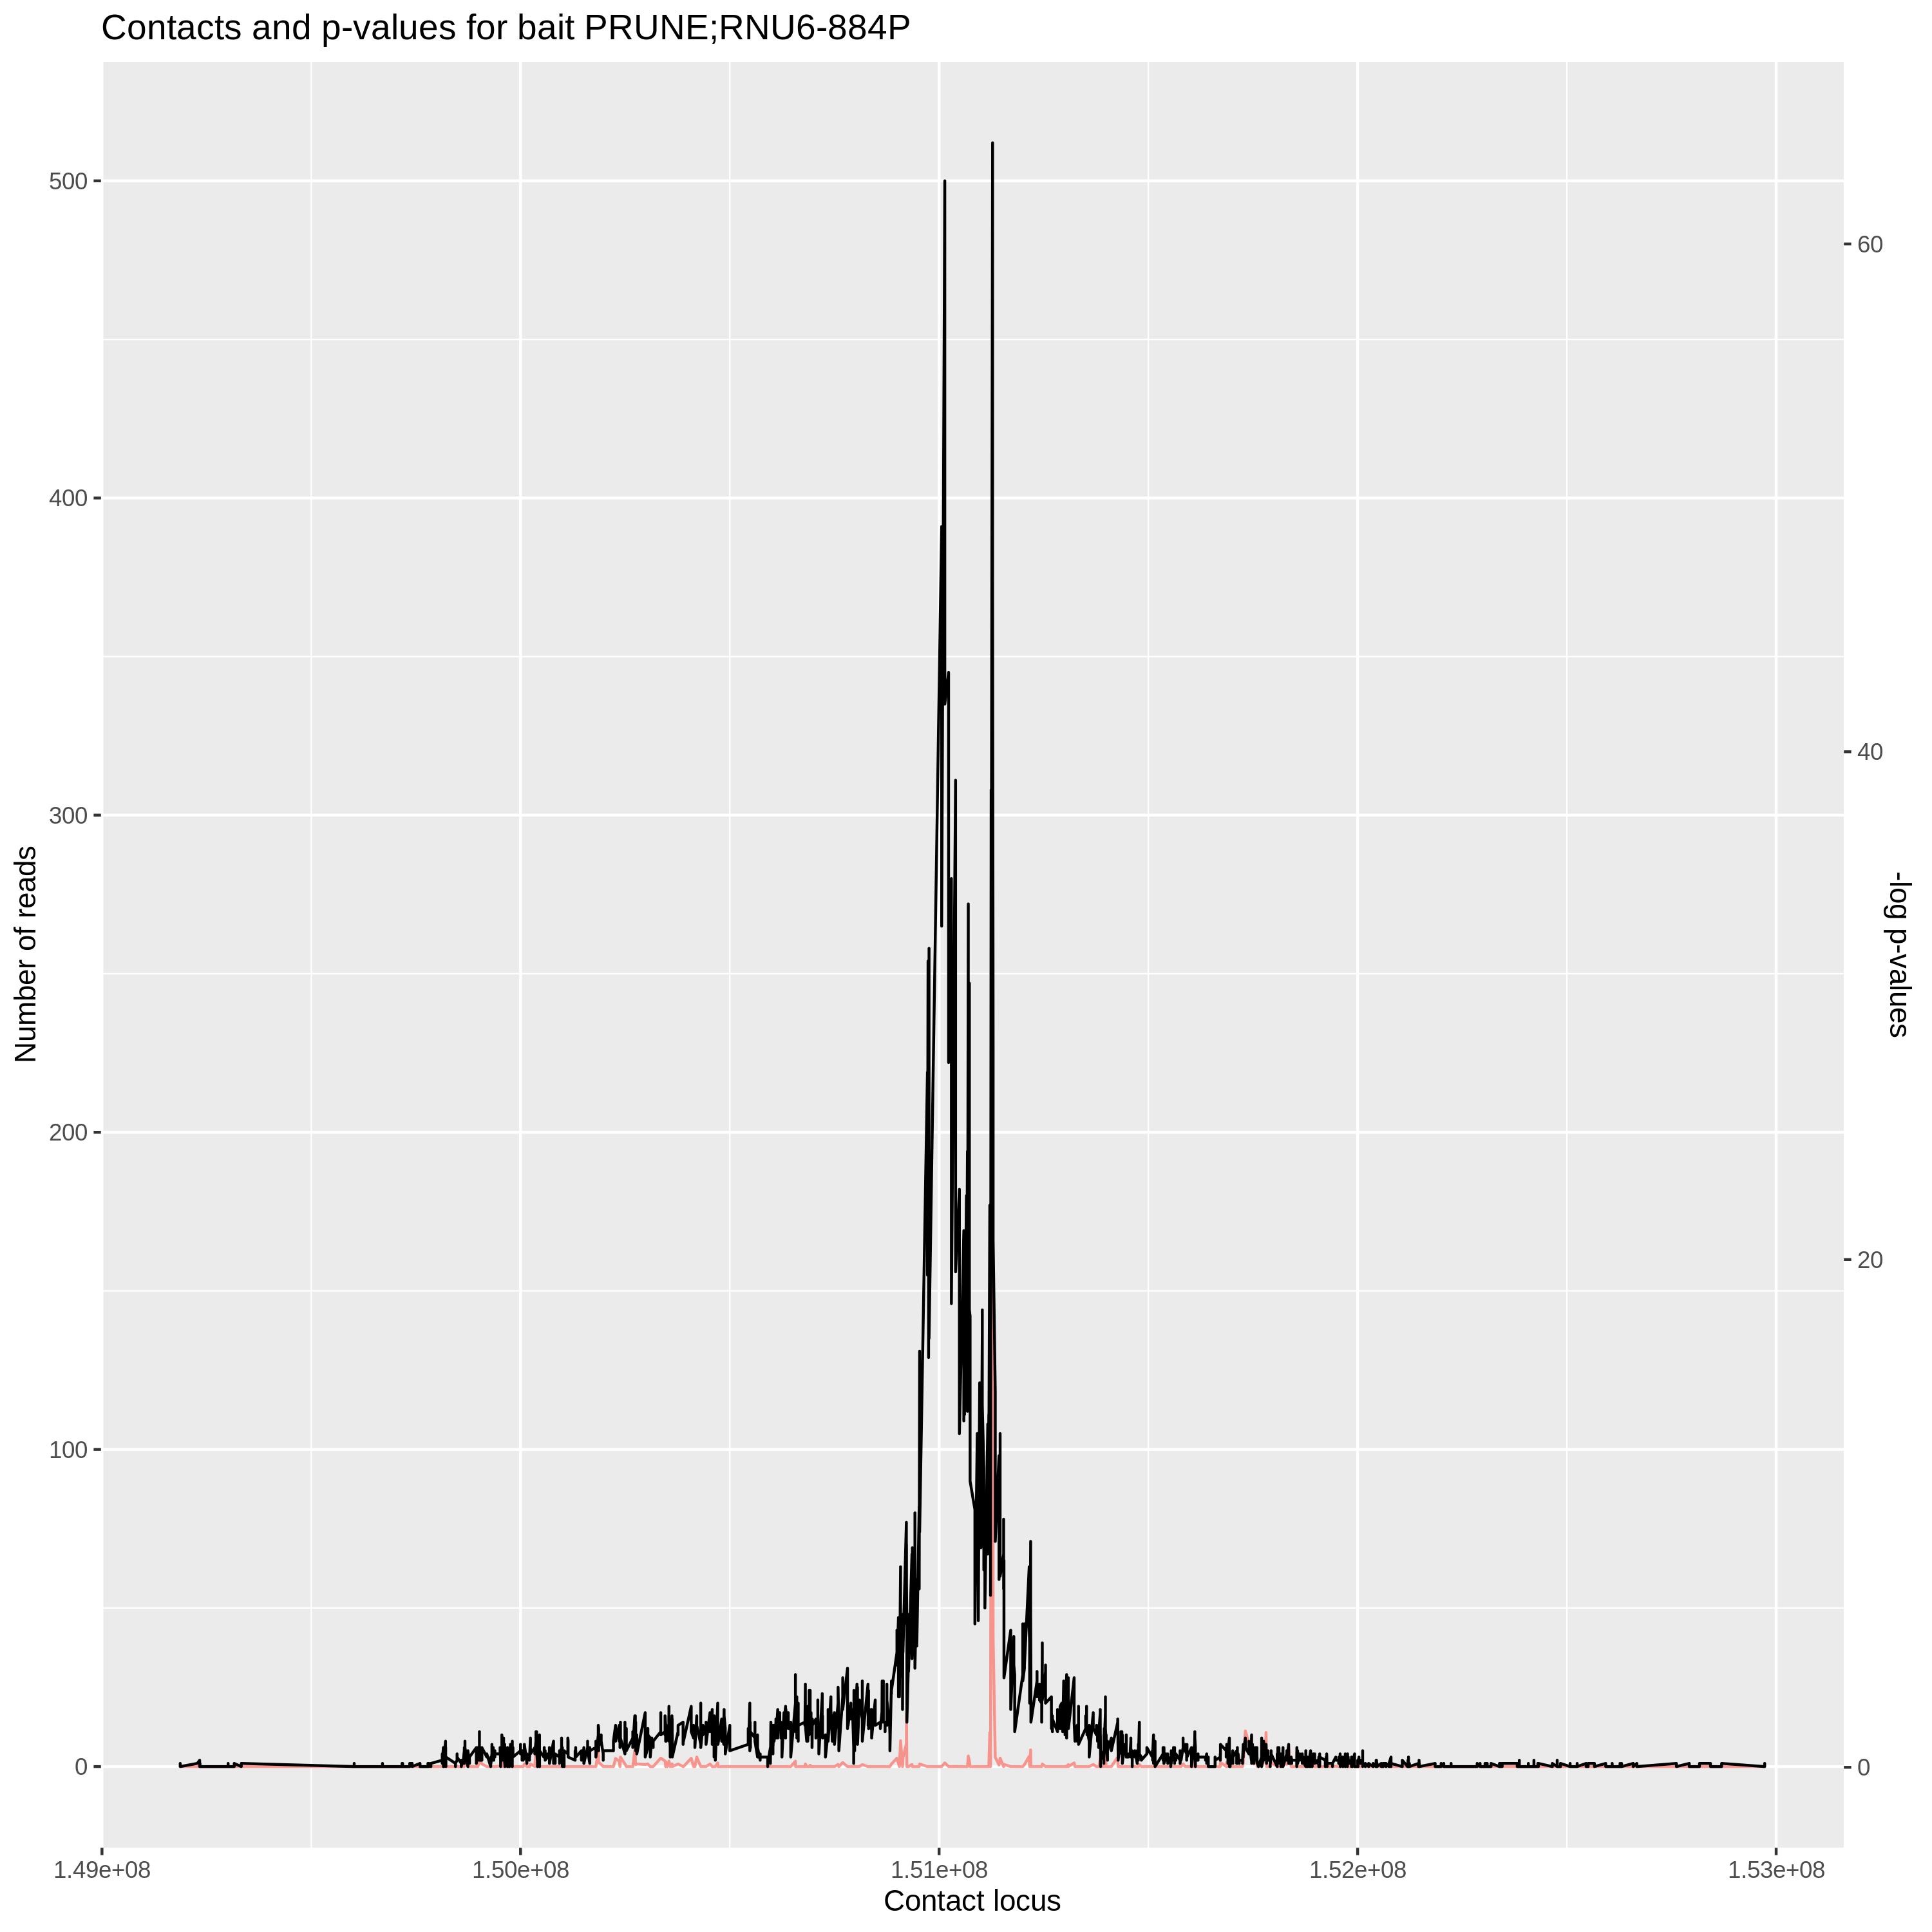 Contacts and p-values for bait PRUNE;RNU6-884P
500
400
300
200
100
0
Number of reads
60
40
20
0
-log p-values
1.49e+08
1.50e+08
1.51e+08
1.52e+08
1.53e+08
Contact locus